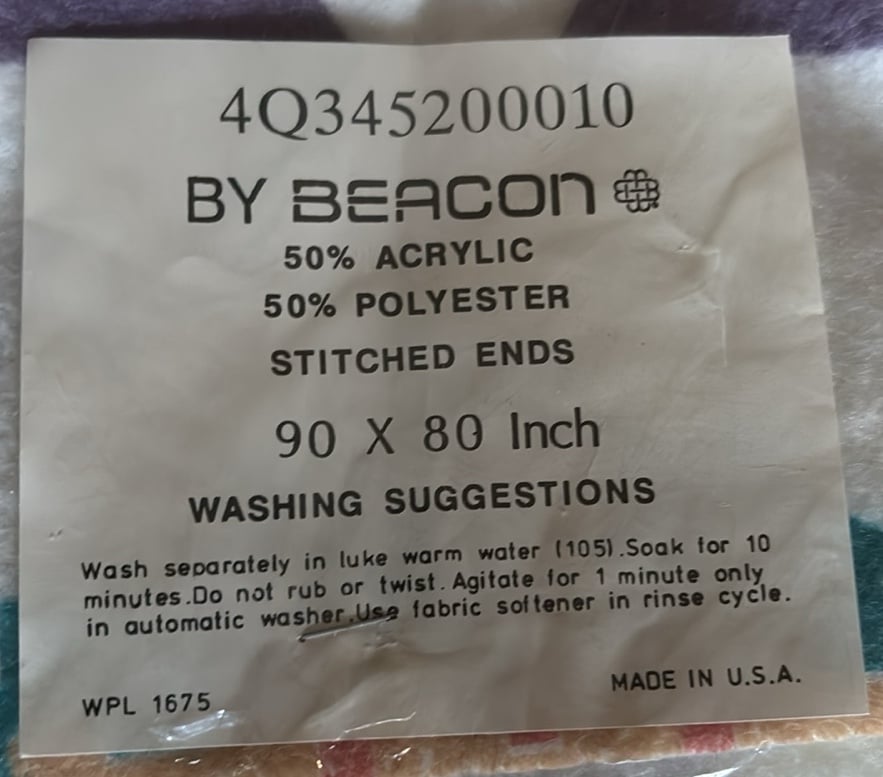 4Q345200010
BY BEACON
50% ACRYLIC
50% POLYESTER
STITCHED ENDS
90 X 80 Inch
WASHING SUGGESTIONS
Wash separately in luke warm water (105).Soak for 10
minutes.Do not rub or twist. Agitate for 1 minute only
in automatic washer.Use fabric softener in rinse cycle.
WPL 1675
MADE IN U.S.A.